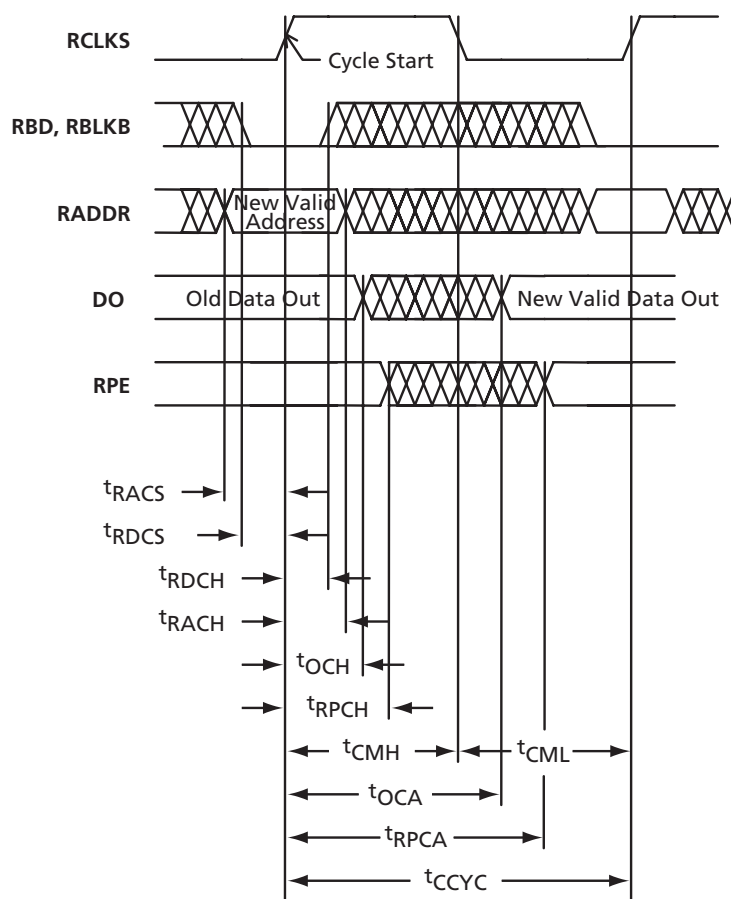 RCLKS
Cycle Start
RBD, RBLKB
RADDR
New Valid
Address
DO
Old Data Out
New Valid Data Out
RPE
tRACS
tRDCS
tRDCH
tRACH
tOCH
tRPCH
tCMH
tCML
tOCA
tRPCA
tCCYC